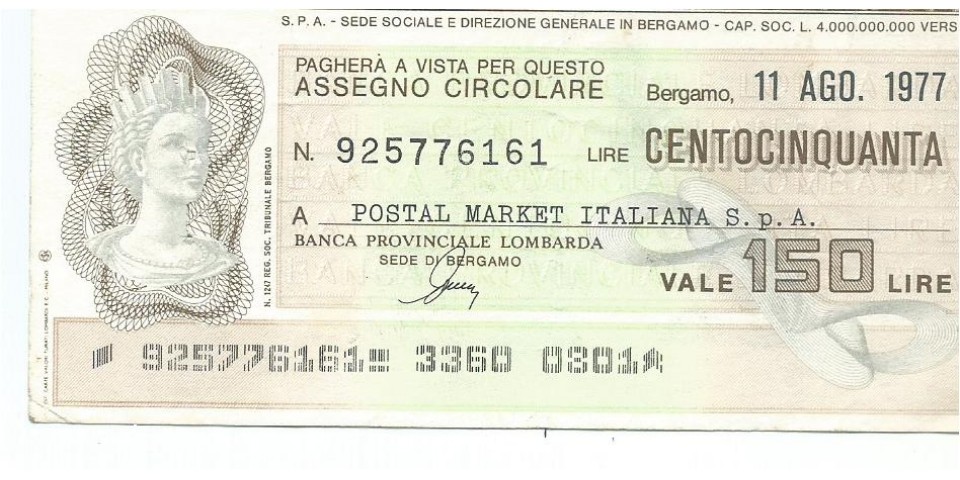 S. P. A. - SEDE SOCIALE E DIREZIONE GENERALE IN BERGAMO - CAP. SOC. L. 4.000.000.000 VERS
PAGHERÀ A VISTA PER QUESTO
ASSEGNO CIRCOLARE Bergamo, 11 AGO. 1977
N. 925776161 LIRE CENTOCINQUANTA
A POSTAL MARKET ITALIANA S.p.A.
BANCA PROVINCIALE LOMBARDA
SEDE DI BERGAMO
VALE 150 LIRE
N. 1247 REG. SOC. TRIBUNALE BERGAMO
925776161 3360 0301